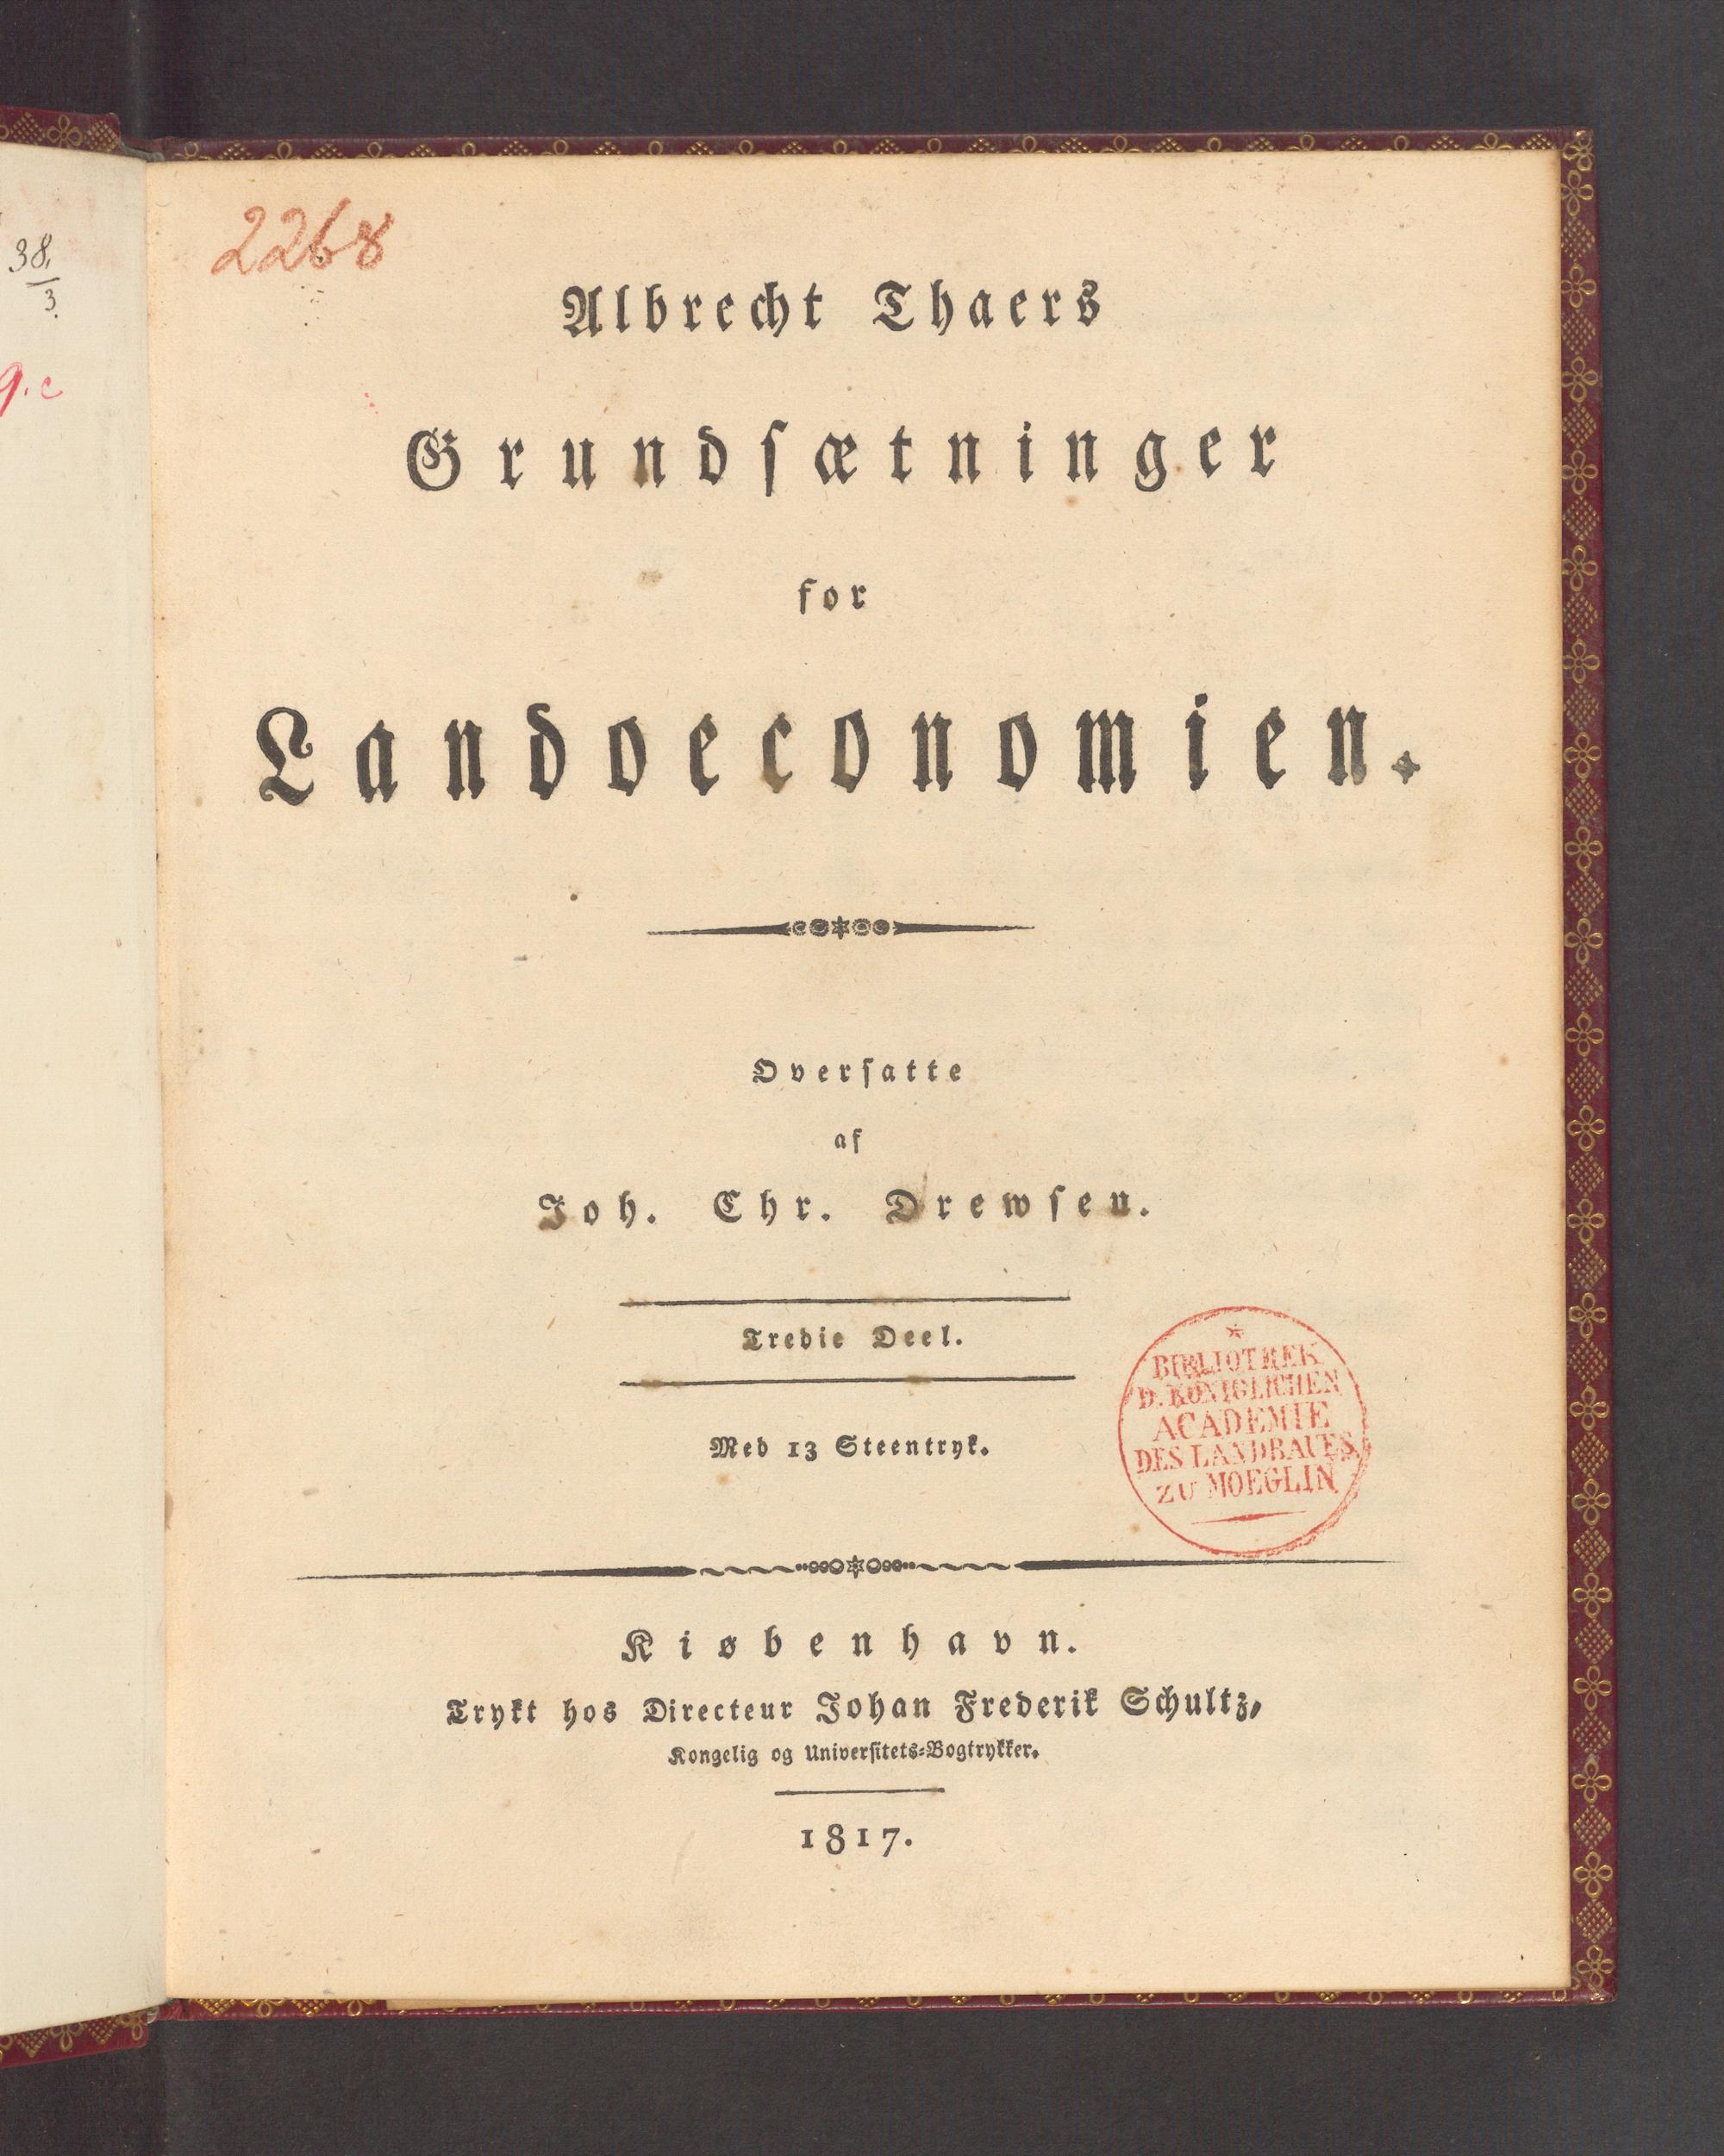 38.
3.
9.c
2268
Albrecht Thaers
Grundsætninger
for
Landoeconomien.
Oversatte
af
Joh. Chr. Drewsen.
Tredie Deel.
Med 13 Steentryk.
BIBLIOTHEK
D. KÖNIGLICHEN
ACADEMIE
DES LANDBAUES
ZU MOEGLIN
Kiøbenhavn.
Trykt hos Directeur Johan Frederik Schultz,
Kongelig og Universitets-Bogtrykker.
1817.